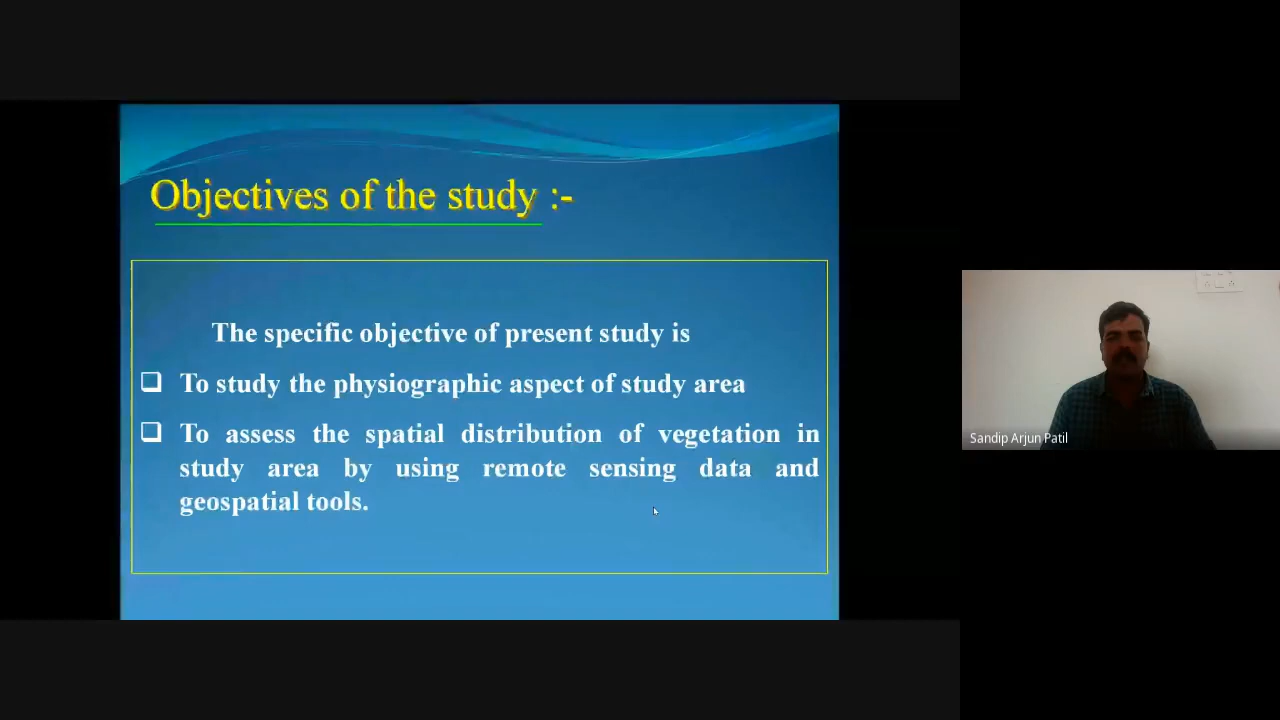 Objectives of the study :-
The specific objective of present study is
❑ To study the physiographic aspect of study area
❑ To assess the spatial distribution of vegetation in
study area by using remote sensing data and
geospatial tools.
Sandip Arjun Patil